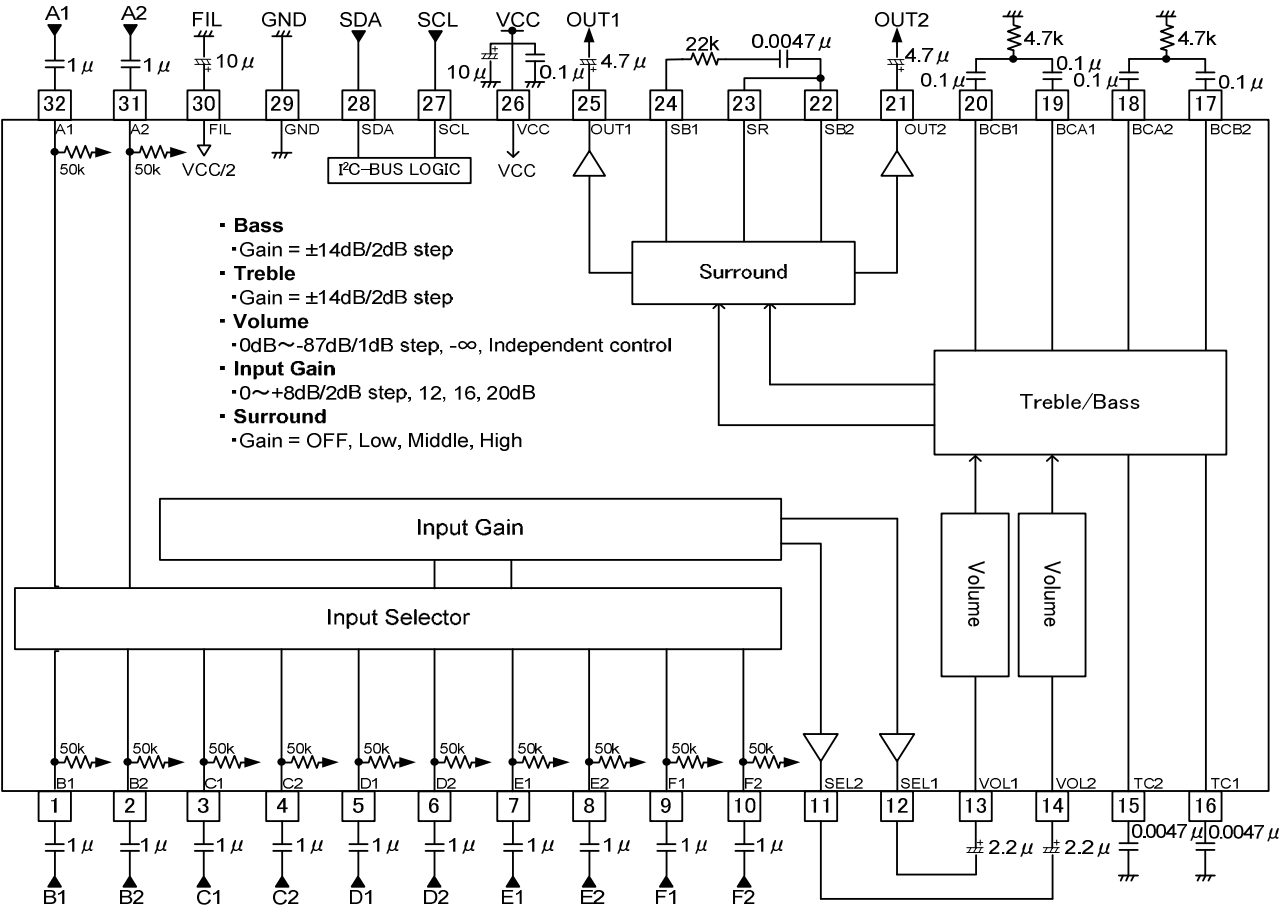 A1 A2 FIL GND SDA SCL VCC OUT1 OUT2
1μ 1μ 10μ 10μ 0.1μ 4.7μ 22k 0.0047μ 4.7μ 4.7k 0.1μ 0.1μ 4.7k 0.1μ 0.1μ
32 31 30 29 28 27 26 25 24 23 22 21 20 19 18 17
A1 A2 FIL GND SDA SCL VCC OUT1 SB1 SR SB2 OUT2 BCB1 BCA1 BCA2 BCB2
50k 50k VCC/2 I²C-BUS LOGIC VCC
· Bass
·Gain = ±14dB/2dB step
· Treble
·Gain = ±14dB/2dB step
· Volume
·0dB～-87dB/1dB step, -∞, Independent control
· Input Gain
·0～+8dB/2dB step, 12, 16, 20dB
· Surround
·Gain = OFF, Low, Middle, High
Surround
Treble/Bass
Input Gain
Input Selector
Volume
Volume
50k 50k 50k 50k 50k 50k 50k 50k 50k 50k
B1 B2 C1 C2 D1 D2 E1 E2 F1 F2 SEL2 SEL1 VOL1 VOL2 TC2 TC1
1 2 3 4 5 6 7 8 9 10 11 12 13 14 15 16
1μ 1μ 1μ 1μ 1μ 1μ 1μ 1μ 1μ 1μ 2.2μ 2.2μ 0.0047μ 0.0047μ
B1 B2 C1 C2 D1 D2 E1 E2 F1 F2